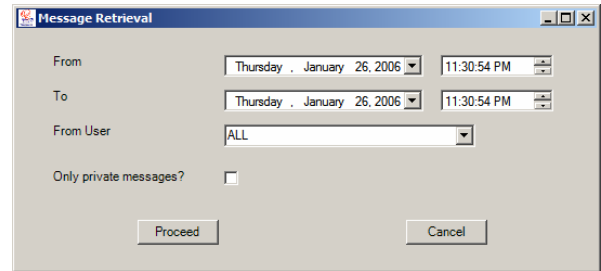 Message Retrieval
From Thursday , January 26, 2006 11:30:54 PM
To Thursday , January 26, 2006 11:30:54 PM
From User ALL
Only private messages?
Proceed Cancel